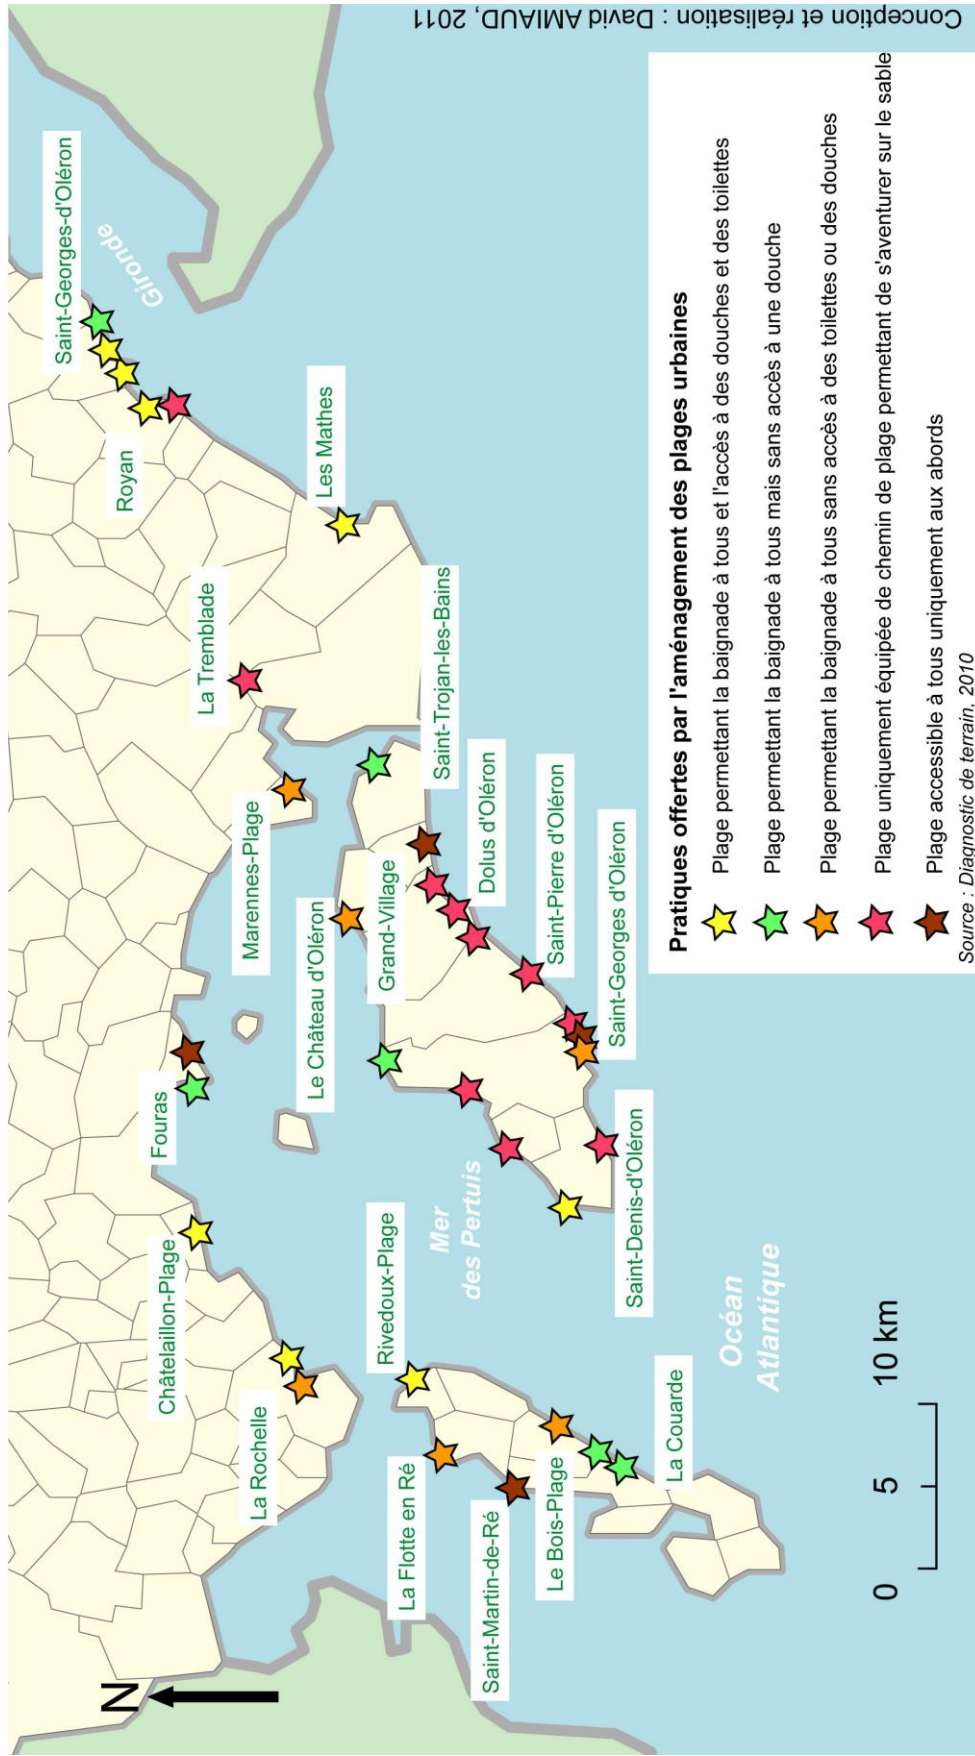 Conception et réalisation : David AMIAUD, 2011
Saint-Georges-d'Oléron
Gironde
Royan
Les Mathes
La Tremblade
Saint-Trojan-les-Bains
Marennes-Plage
Le Château d'Oléron
Grand-Village
Dolus d'Oléron
Saint-Pierre d'Oléron
Saint-Georges d'Oléron
Fouras
Saint-Denis-d'Oléron
Mer
des Pertuis
Châtelaillon-Plage
Rivedoux-Plage
La Rochelle
La Flotte en Ré
Saint-Martin-de-Ré
Le Bois-Plage
La Couarde
Océan
Atlantique
N
0 5 10 km
Pratiques offertes par l'aménagement des plages urbaines
Plage permettant la baignade à tous et l'accès à des douches et des toilettes
Plage permettant la baignade à tous mais sans accès à une douche
Plage permettant la baignade à tous sans accès à des toilettes ou des douches
Plage uniquement équipée de chemin de plage permettant de s'aventurer sur le sable
Plage accessible à tous uniquement aux abords
Source : Diagnostic de terrain, 2010